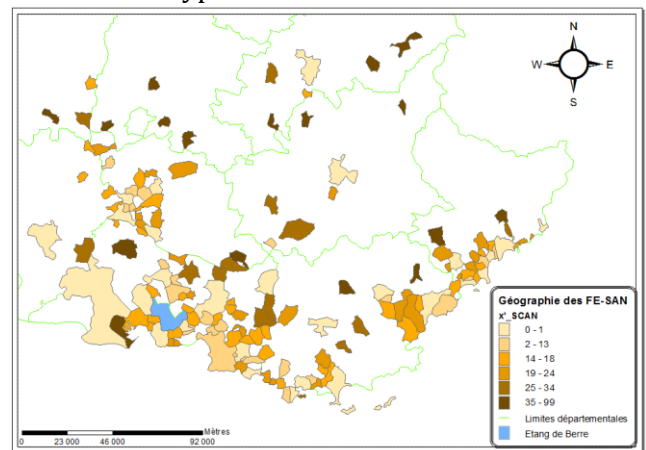 N
W E
S
Géographie des FE-SAN
x'_SCAN
0 - 1
2 - 13
14 - 18
19 - 24
25 - 34
35 - 99
Limites départementales
Etang de Berre
Mètres
0 23 000 46 000 92 000